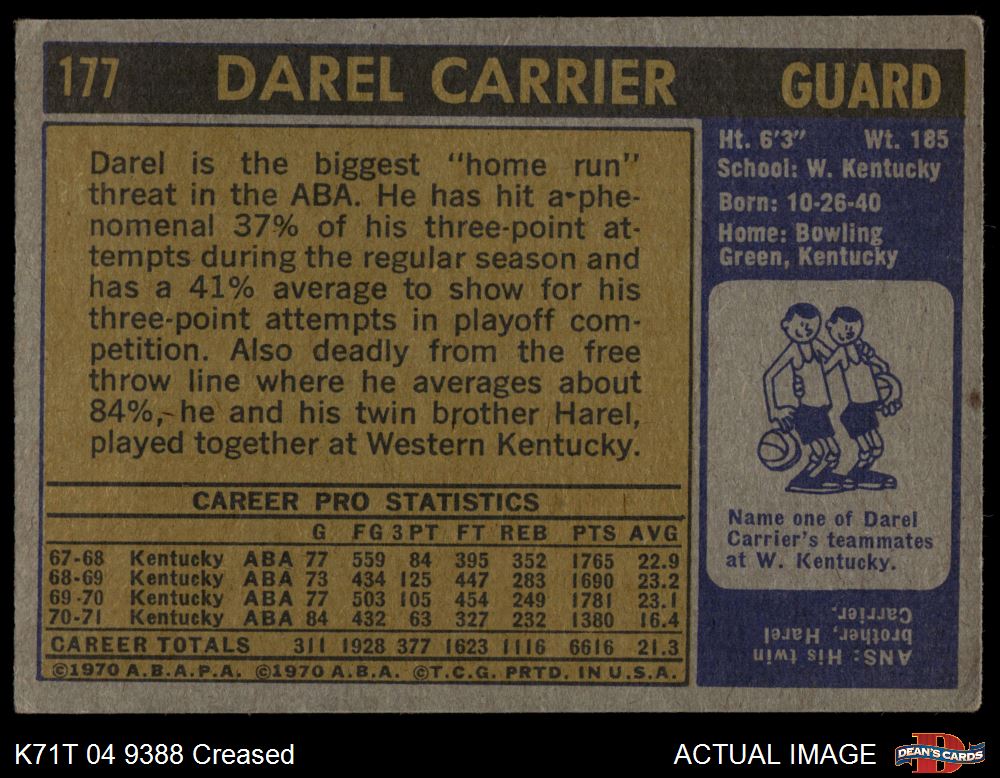 177 DAREL CARRIER GUARD
Darel is the biggest "home run"
threat in the ABA. He has hit a phe-
nomenal 37% of his three-point at-
tempts during the regular season and
has a 41% average to show for his
three-point attempts in playoff com-
petition. Also deadly from the free
throw line where he averages about
84%, he and his twin brother Harel,
played together at Western Kentucky.
CAREER PRO STATISTICS
G FG 3PT FT REB PTS AVG
67-68 Kentucky ABA 77 559 84 395 352 1765 22.9
68-69 Kentucky ABA 73 434 125 447 283 1690 23.2
69-70 Kentucky ABA 77 503 105 454 249 1781 23.1
70-71 Kentucky ABA 84 432 63 327 232 1380 16.4
CAREER TOTALS 311 1928 377 1623 1116 6616 21.3
©1970 A.B.A.P.A. ©1970 A.B.A. ©T.C.G. PRTD. IN U.S.A.
Ht. 6'3" Wt. 185
School: W. Kentucky
Born: 10-26-40
Home: Bowling
Green, Kentucky
Name one of Darel
Carrier's teammates
at W. Kentucky.
ANS: His twin
brother, Harel
Carrier.
K71T 04 9388 Creased
ACTUAL IMAGE
DEAN'S CARDS